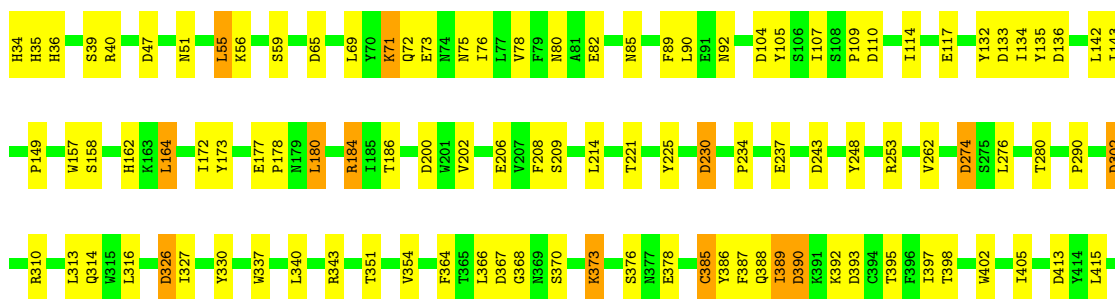 H34 H35 H36 S39 R40 D47 N51 L55 K56 S59 D65 L69 Y70 K71 Q72 E73 N74 N75 I76 L77 V78 F79 N80 A81 E82 N85 F89 L90 E91 N92 D104 Y105 S106 I107 S108 P109 D110 I114 E117 Y132 D133 I134 Y135 D136 L142
P149 W157 S158 H162 K163 L164 I172 Y173 E177 P178 N179 L180 R184 I185 T186 D200 W201 V202 E206 V207 F208 S209 L214 T221 Y225 D230 P234 E237 D243 Y248 R253 V262 D274 S275 L276 T280 P290
R310 L313 Q314 W315 L316 D326 I327 Y330 W337 L340 R343 T351 V354 F364 T365 L366 D367 G368 N369 S370 K373 S376 N377 E378 C385 Y386 F387 Q388 I389 D390 K391 K392 D393 C394 T395 F396 I397 T398 W402 I405 D413 Y414 L415